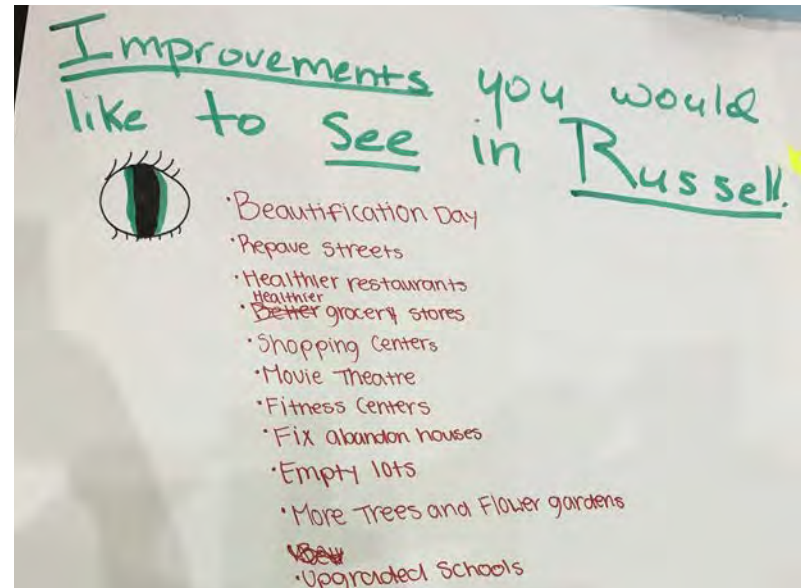 Improvements you would
like to see in Russell.
·Beautification Day
·Repave streets
·Healthier restaurants
Healthier
·Better grocery stores
·Shopping Centers
·Movie Theatre
·Fitness Centers
·Fix abandon houses
·Empty lots
·More Trees and Flower gardens
·Upgraded Schools